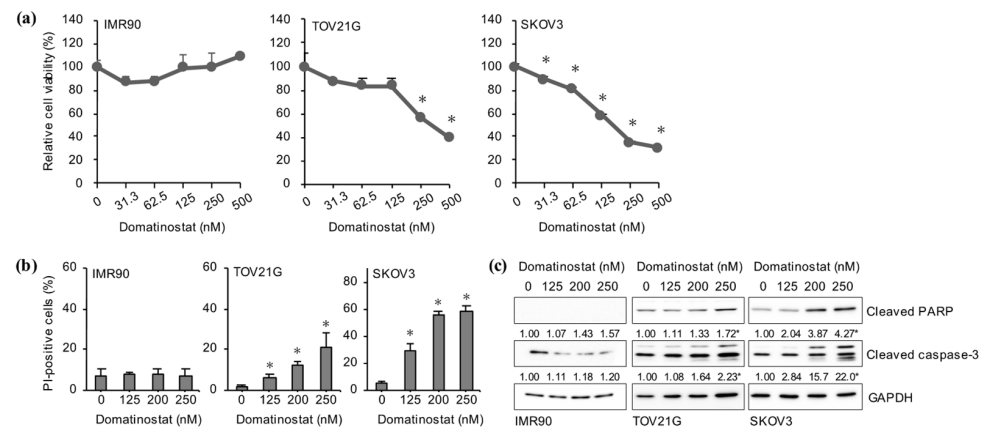 (a)
IMR90
TOV21G
SKOV3
Relative cell viability (%)
140
120
100
80
60
40
20
0
0 31.3 62.5 125 250 500
Domatinostat (nM)
140
120
100
80
60
40
20
0
* *
0 31.3 62.5 125 250 500
Domatinostat (nM)
140
120
100
80
60
40
20
0
* * * * *
0 31.3 62.5 125 250 500
Domatinostat (nM)
(b)
IMR90
TOV21G
SKOV3
PI-positive cells (%)
60
40
20
0
0 125 200 250
Domatinostat (nM)
60
40
20
0
* * *
0 125 200 250
Domatinostat (nM)
60
40
20
0
* * *
0 125 200 250
Domatinostat (nM)
(c)
Domatinostat (nM) Domatinostat (nM) Domatinostat (nM)
0 125 200 250 0 125 200 250 0 125 200 250
Cleaved PARP
1.00 1.07 1.43 1.57 1.00 1.11 1.33 1.72* 1.00 2.04 3.87 4.27*
Cleaved caspase-3
1.00 1.11 1.18 1.20 1.00 1.08 1.64 2.23* 1.00 2.84 15.7 22.0*
GAPDH
IMR90 TOV21G SKOV3